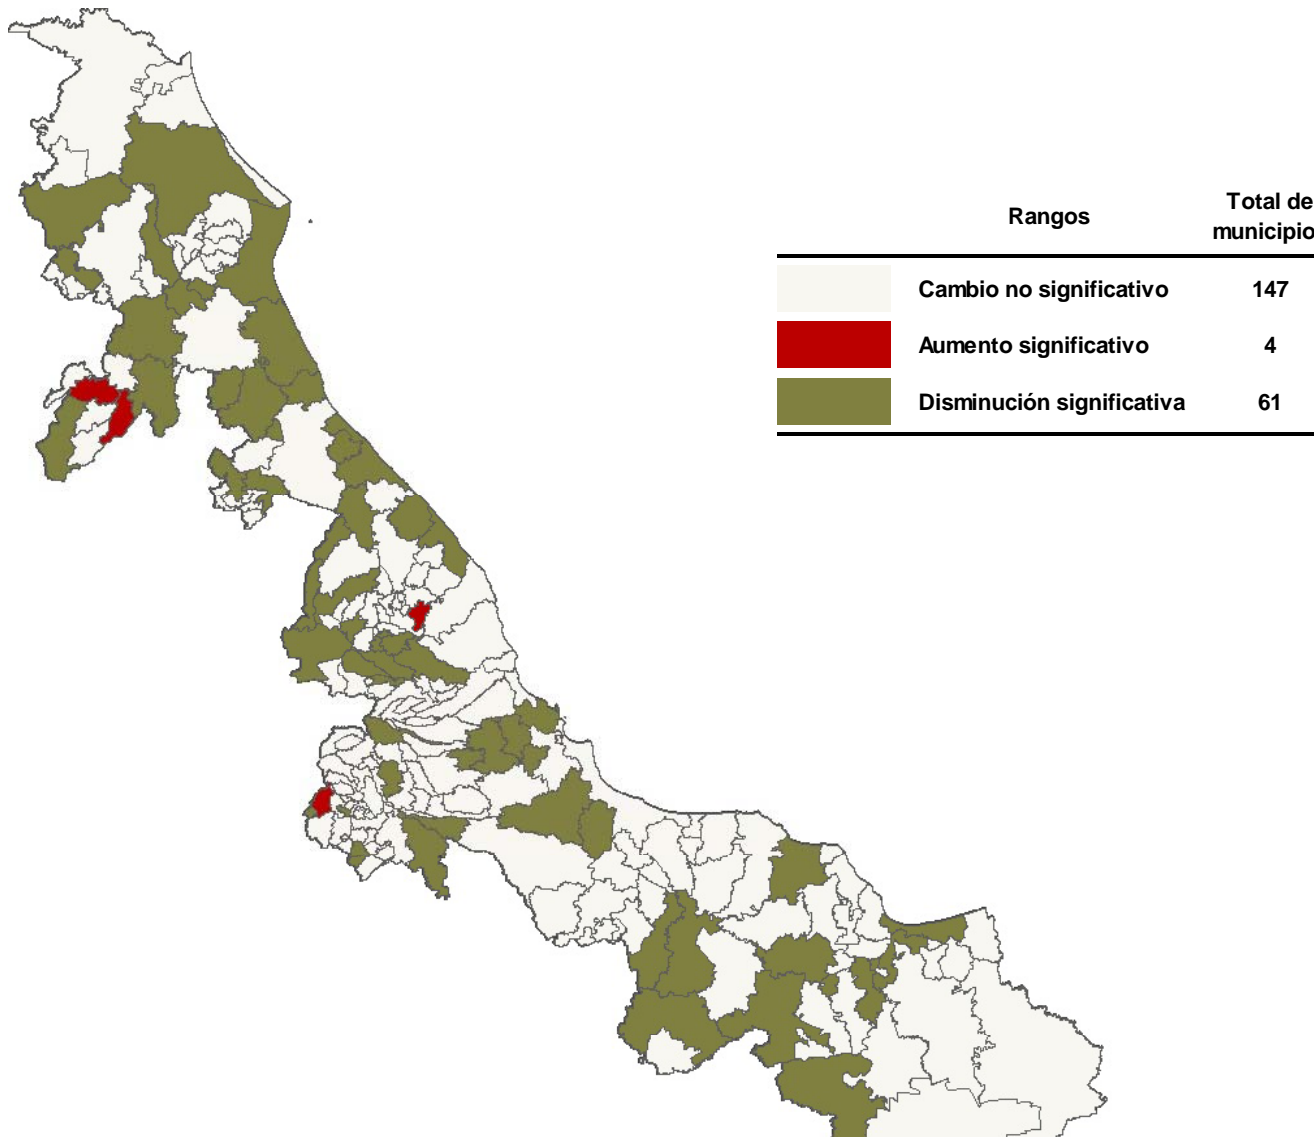 Rangos Total de
municipio
Cambio no significativo 147
Aumento significativo 4
Disminución significativa 61